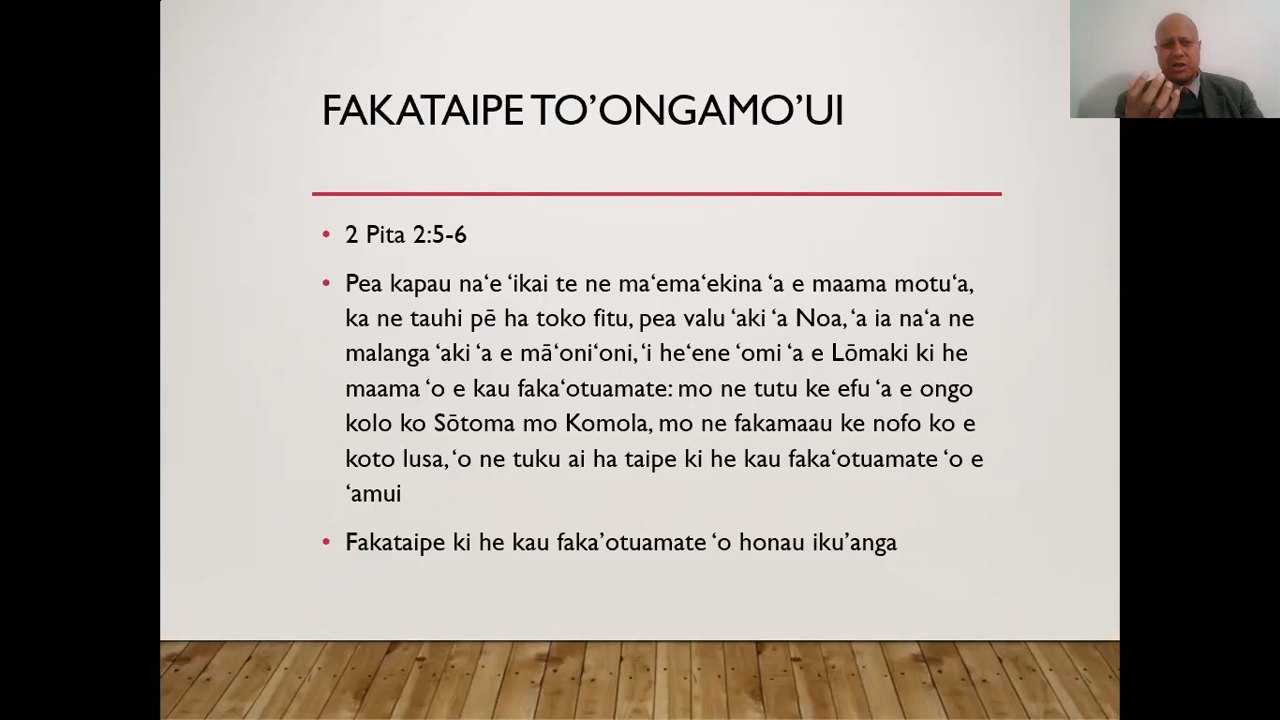 FAKATAIPE TO’ONGAMO’UI
• 2 Pita 2:5-6
• Pea kapau na‘e ‘ikai te ne ma‘ema‘ekina ‘a e maama motu‘a,
ka ne tauhi pē ha toko fitu, pea valu ‘aki ‘a Noa, ‘a ia na‘a ne
malanga ‘aki ‘a e mā‘oni‘oni, ‘i he‘ene ‘omi ‘a e Lōmaki ki he
maama ‘o e kau faka‘otuamate: mo ne tutu ke efu ‘a e ongo
kolo ko Sōtoma mo Komola, mo ne fakamaau ke nofo ko e
koto lusa, ‘o ne tuku ai ha taipe ki he kau faka‘otuamate ‘o e
‘amui
• Fakataipe ki he kau faka’otuamate ‘o honau iku’anga